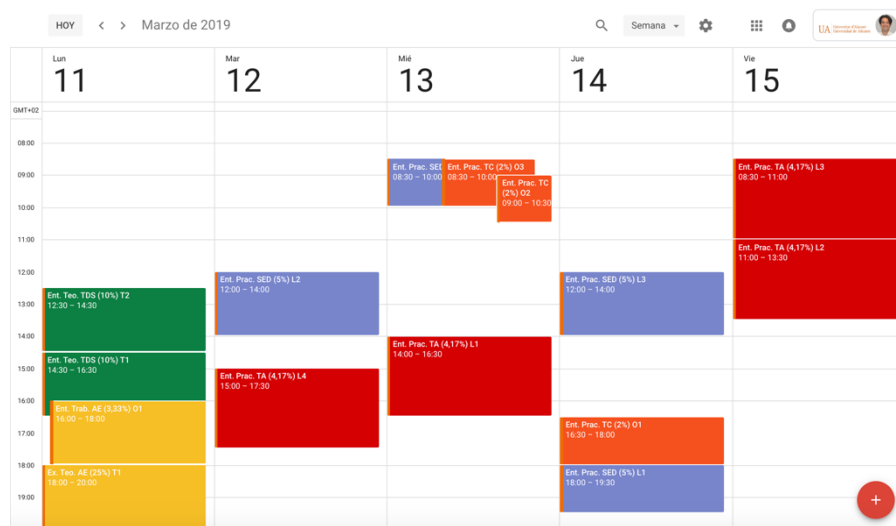 HOY
Marzo de 2019
Semana
UA Universitat d'Alacant
Universidad de Alicante
Lun
11
Mar
12
Mié
13
Jue
14
Vie
15
GMT+02
08:00
09:00
10:00
11:00
12:00
13:00
14:00
15:00
16:00
17:00
18:00
19:00
Ent. Teo. TDS (10%) T2
12:30 – 14:30
Ent. Teo. TDS (10%) T1
14:30 – 16:30
Ent. Trab. AE (3,33%) O1
16:00 – 18:00
Ex. Teo. AE (25%) T1
18:00 – 20:00
Ent. Prac. SED (5%) L2
12:00 – 14:00
Ent. Prac. TA (4,17%) L4
15:00 – 17:30
Ent. Prac. SED
08:30 – 10:00
Ent. Prac. TC (2%) O3
08:30 – 10:00
Ent. Prac. TC
(2%) O2
09:00 – 10:30
Ent. Prac. TA (4,17%) L1
14:00 – 16:30
Ent. Prac. SED (5%) L3
12:00 – 14:00
Ent. Prac. TC (2%) O1
16:30 – 18:00
Ent. Prac. SED (5%) L1
18:00 – 19:30
Ent. Prac. TA (4,17%) L3
08:30 – 11:00
Ent. Prac. TA (4,17%) L2
11:00 – 13:30